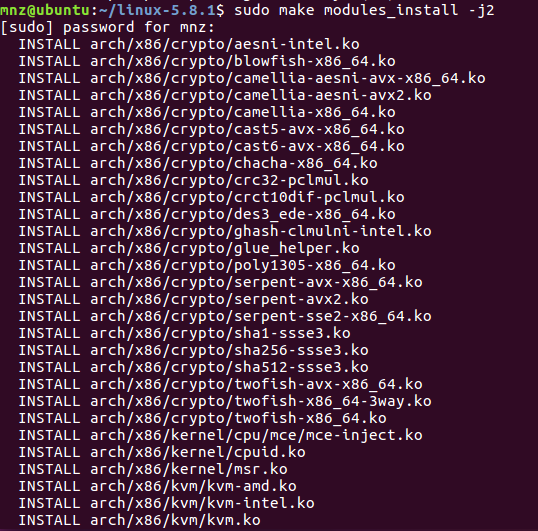 mnz@ubuntu:~/linux-5.8.1$ sudo make modules_install -j2
[sudo] password for mnz:
  INSTALL arch/x86/crypto/aesni-intel.ko
  INSTALL arch/x86/crypto/blowfish-x86_64.ko
  INSTALL arch/x86/crypto/camellia-aesni-avx-x86_64.ko
  INSTALL arch/x86/crypto/camellia-aesni-avx2.ko
  INSTALL arch/x86/crypto/camellia-x86_64.ko
  INSTALL arch/x86/crypto/cast5-avx-x86_64.ko
  INSTALL arch/x86/crypto/cast6-avx-x86_64.ko
  INSTALL arch/x86/crypto/chacha-x86_64.ko
  INSTALL arch/x86/crypto/crc32-pclmul.ko
  INSTALL arch/x86/crypto/crct10dif-pclmul.ko
  INSTALL arch/x86/crypto/des3_ede-x86_64.ko
  INSTALL arch/x86/crypto/ghash-clmulni-intel.ko
  INSTALL arch/x86/crypto/glue_helper.ko
  INSTALL arch/x86/crypto/poly1305-x86_64.ko
  INSTALL arch/x86/crypto/serpent-avx-x86_64.ko
  INSTALL arch/x86/crypto/serpent-avx2.ko
  INSTALL arch/x86/crypto/serpent-sse2-x86_64.ko
  INSTALL arch/x86/crypto/sha1-ssse3.ko
  INSTALL arch/x86/crypto/sha256-ssse3.ko
  INSTALL arch/x86/crypto/sha512-ssse3.ko
  INSTALL arch/x86/crypto/twofish-avx-x86_64.ko
  INSTALL arch/x86/crypto/twofish-x86_64-3way.ko
  INSTALL arch/x86/crypto/twofish-x86_64.ko
  INSTALL arch/x86/kernel/cpu/mce/mce-inject.ko
  INSTALL arch/x86/kernel/cpuid.ko
  INSTALL arch/x86/kernel/msr.ko
  INSTALL arch/x86/kvm/kvm-amd.ko
  INSTALL arch/x86/kvm/kvm-intel.ko
  INSTALL arch/x86/kvm/kvm.ko